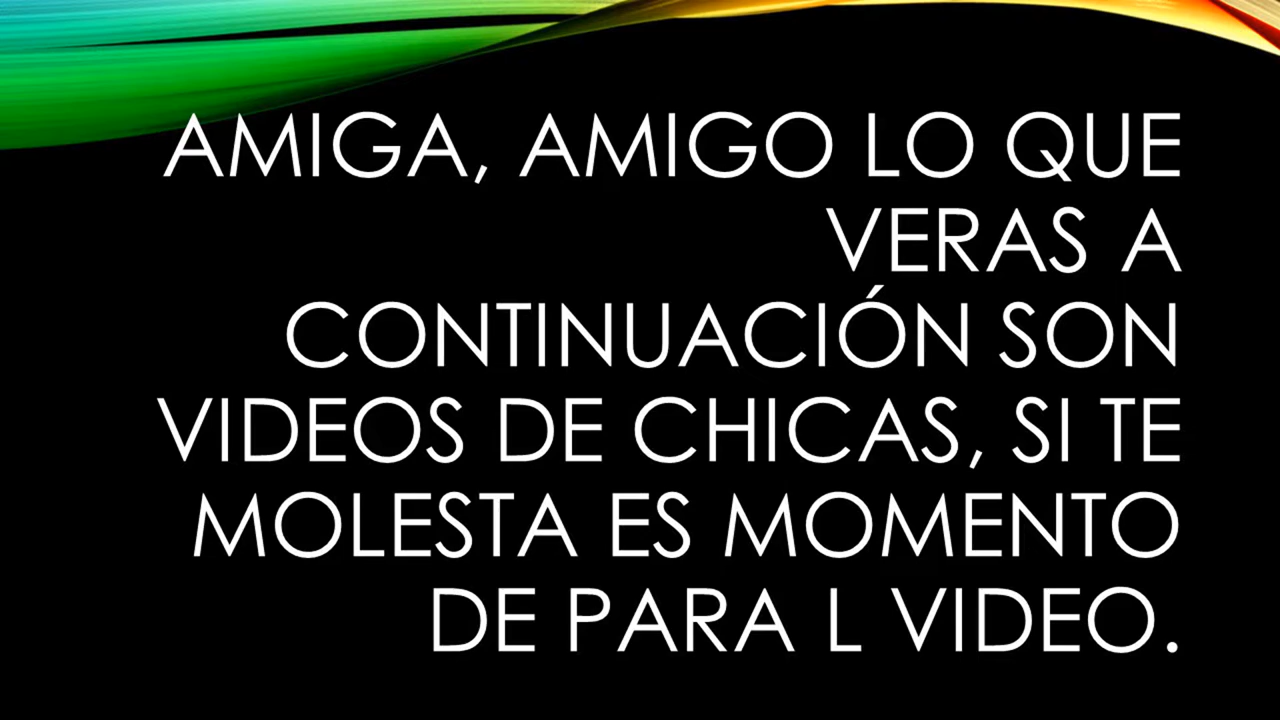 AMIGA, AMIGO LO QUE
VERAS A
CONTINUACIÓN SON
VIDEOS DE CHICAS, SI TE
MOLESTA ES MOMENTO
DE PARA L VIDEO.